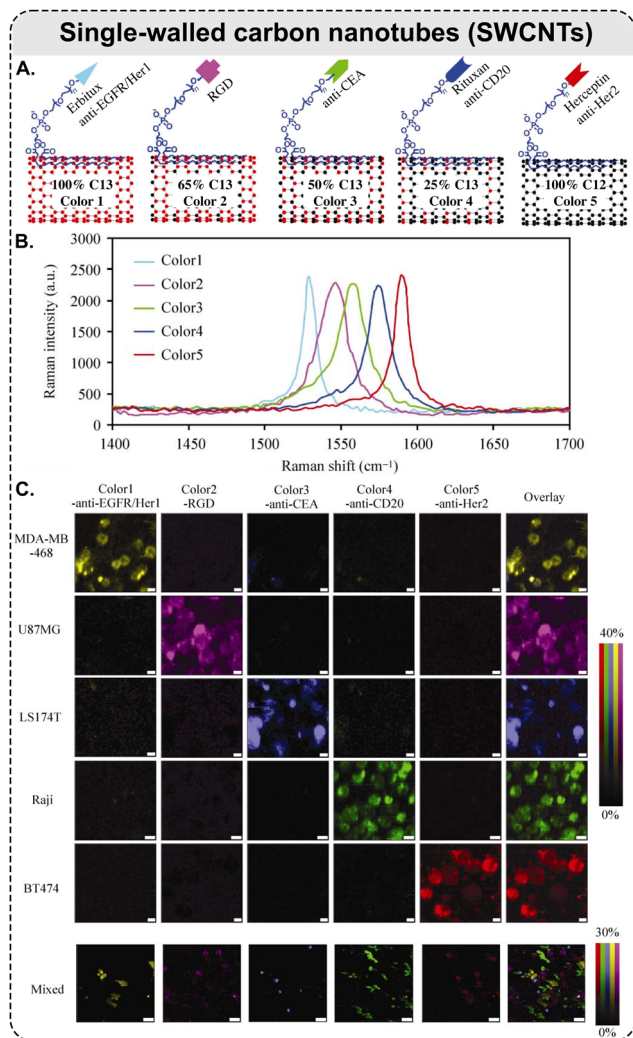 Single-walled carbon nanotubes (SWCNTs)
A.
Erbitux
anti-EGFR/Her1
RGD
anti-CEA
Rituxan
anti-CD20
Herceptin
anti-Her2
100% C13
Color 1
65% C13
Color 2
50% C13
Color 3
25% C13
Color 4
100% C12
Color 5
B.
Raman intensity (a.u.)
3000
2500
2000
1500
1000
500
0
Color1
Color2
Color3
Color4
Color5
1400 1450 1500 1550 1600 1650 1700
Raman shift (cm⁻¹)
C.
Color1
-anti-EGFR/Her1
Color2
-RGD
Color3
-anti-CEA
Color4
-anti-CD20
Color5
-anti-Her2
Overlay
MDA-MB
-468
U87MG
LS174T
Raji
BT474
Mixed
40%
0%
30%
0%